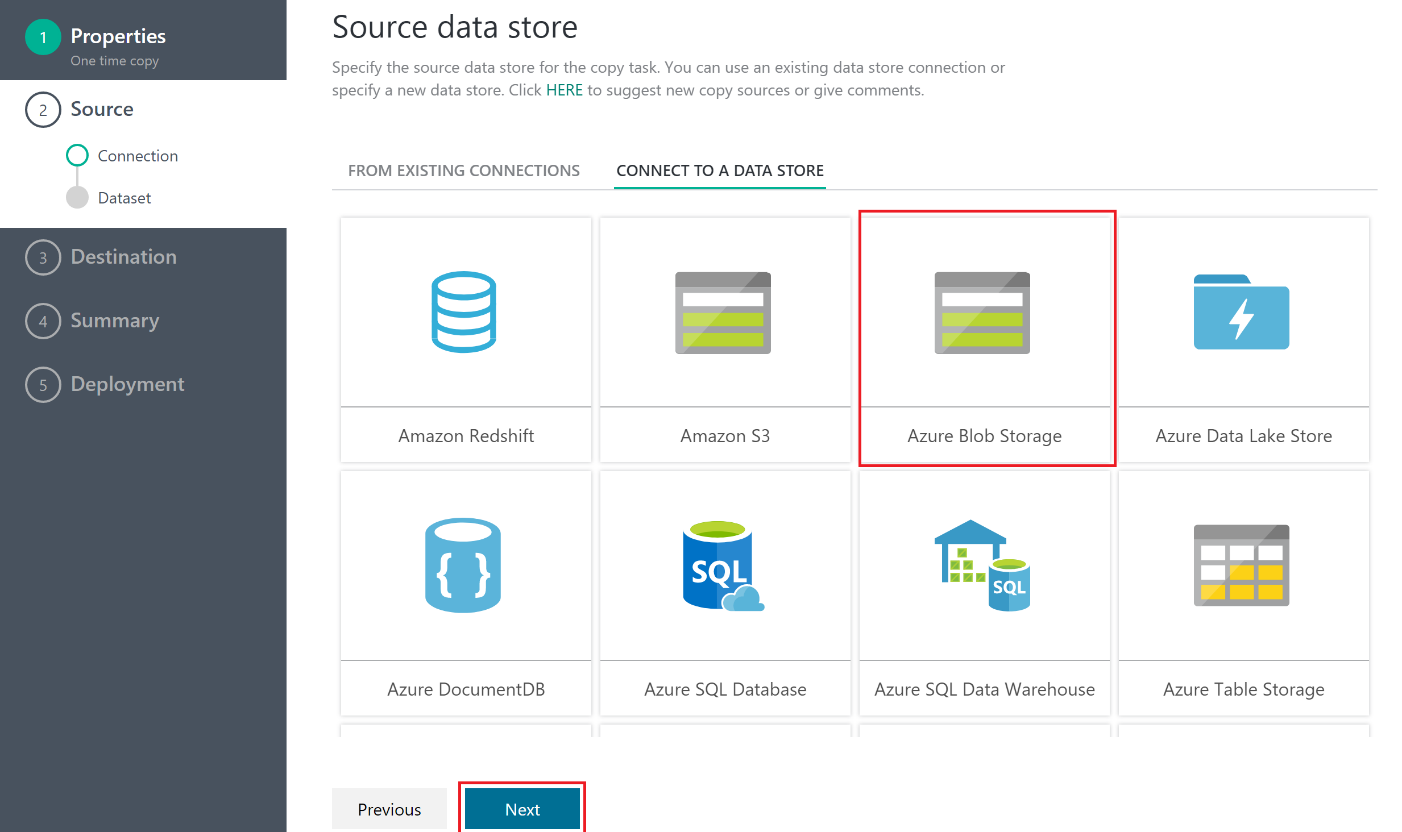 1 Properties
One time copy
2 Source
Connection
Dataset
3 Destination
4 Summary
5 Deployment
Source data store
Specify the source data store for the copy task. You can use an existing data store connection or
specify a new data store. Click HERE to suggest new copy sources or give comments.
FROM EXISTING CONNECTIONS CONNECT TO A DATA STORE
Amazon Redshift Amazon S3 Azure Blob Storage Azure Data Lake Store
{ } SQL SQL
Azure DocumentDB Azure SQL Database Azure SQL Data Warehouse Azure Table Storage
Previous Next